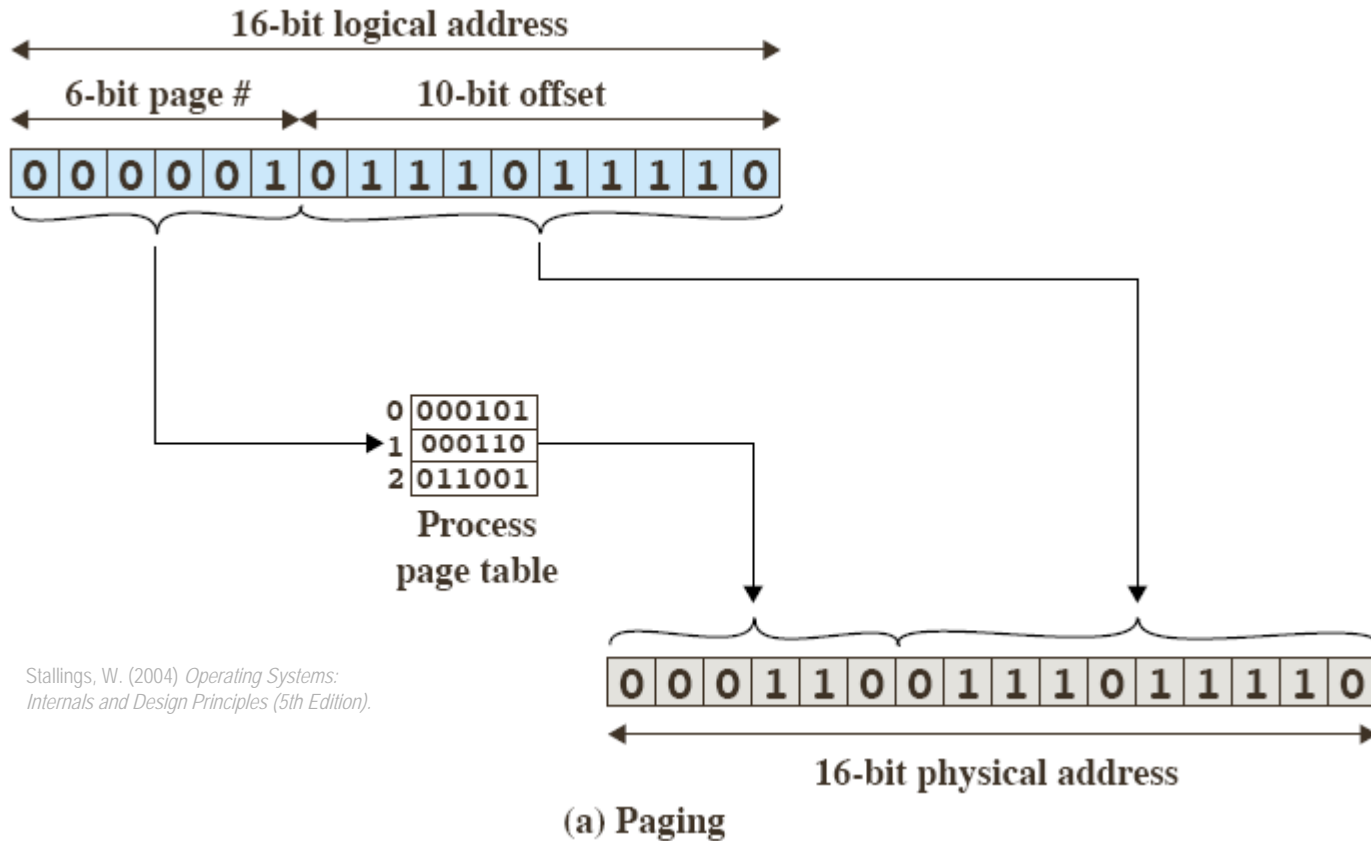 16-bit logical address
6-bit page # 10-bit offset
0 0 0 0 0 1 0 1 1 1 0 1 1 1 1 0
0 000101
1 000110
2 011001
Process
page table
Stallings, W. (2004) Operating Systems:
Internals and Design Principles (5th Edition).
0 0 0 1 1 0 0 1 1 1 0 1 1 1 1 0
16-bit physical address
(a) Paging